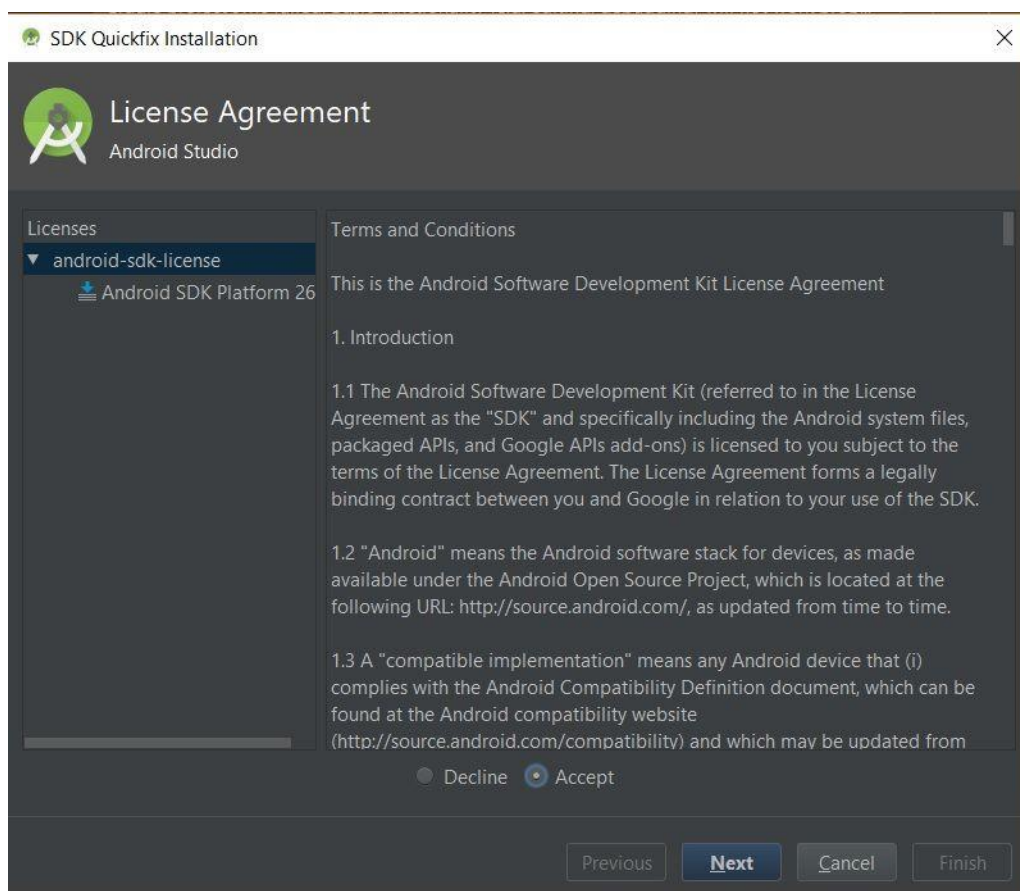 SDK Quickfix Installation
License Agreement
Android Studio
Licenses
android-sdk-license
Android SDK Platform 26
Terms and Conditions
This is the Android Software Development Kit License Agreement
1. Introduction
1.1 The Android Software Development Kit (referred to in the License
Agreement as the "SDK" and specifically including the Android system files,
packaged APIs, and Google APIs add-ons) is licensed to you subject to the
terms of the License Agreement. The License Agreement forms a legally
binding contract between you and Google in relation to your use of the SDK.
1.2 "Android" means the Android software stack for devices, as made
available under the Android Open Source Project, which is located at the
following URL: http://source.android.com/, as updated from time to time.
1.3 A "compatible implementation" means any Android device that (i)
complies with the Android Compatibility Definition document, which can be
found at the Android compatibility website
(http://source.android.com/compatibility) and which may be updated from
Decline Accept
Previous Next Cancel Finish